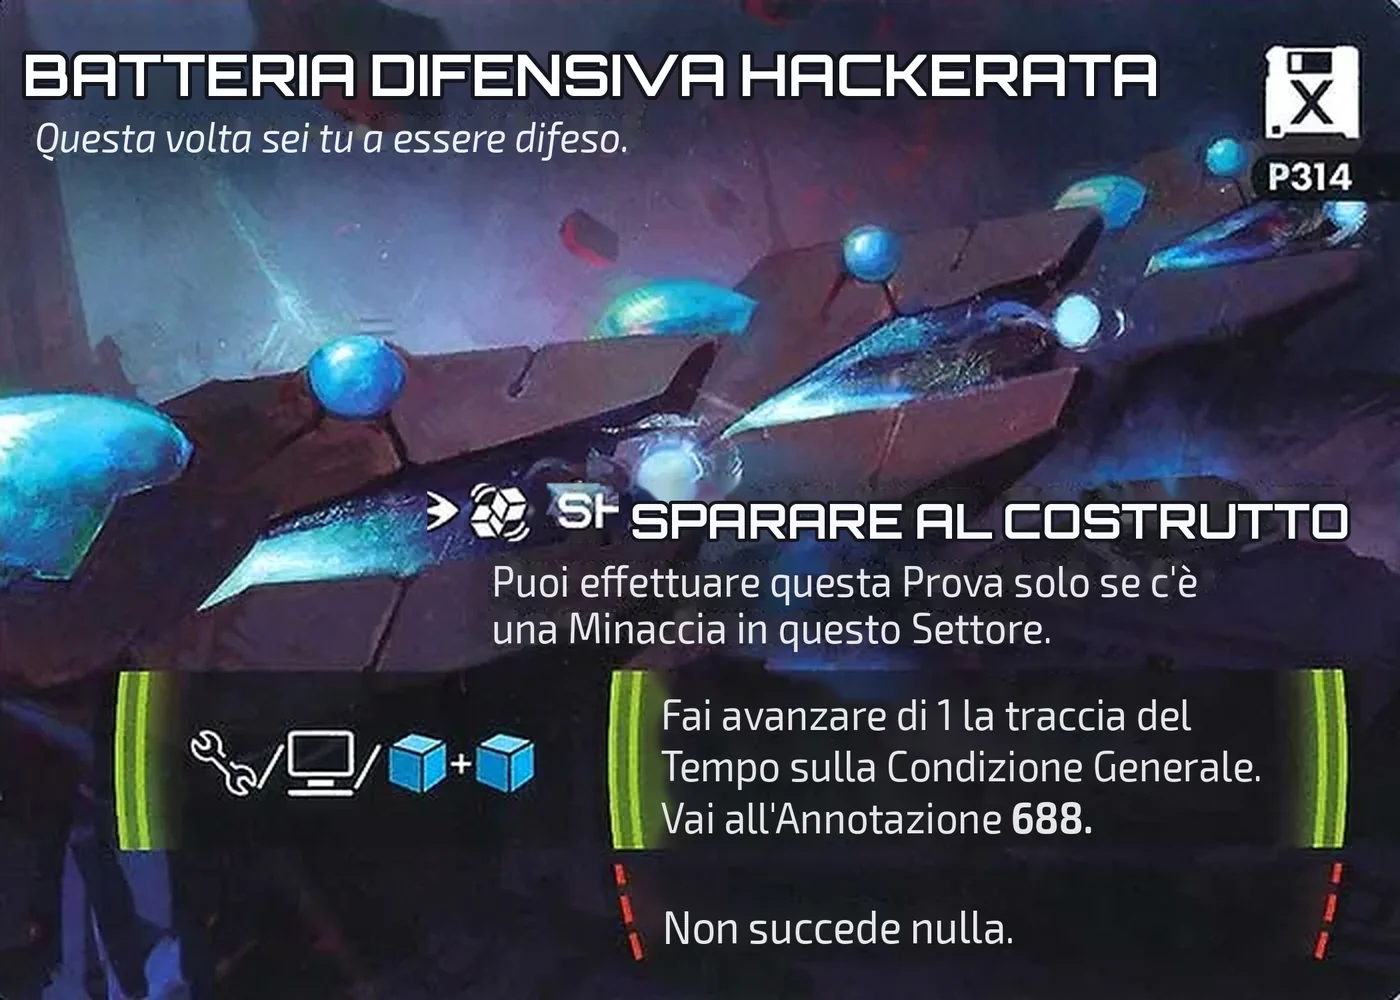 BATTERIA DIFENSIVA HACKERATA
Questa volta sei tu a essere difeso.
X
P314
SPARARE AL COSTRUTTO
Puoi effettuare questa Prova solo se c'è
una Minaccia in questo Settore.
/ / +
Fai avanzare di 1 la traccia del
Tempo sulla Condizione Generale.
Vai all'Annotazione 688.
Non succede nulla.